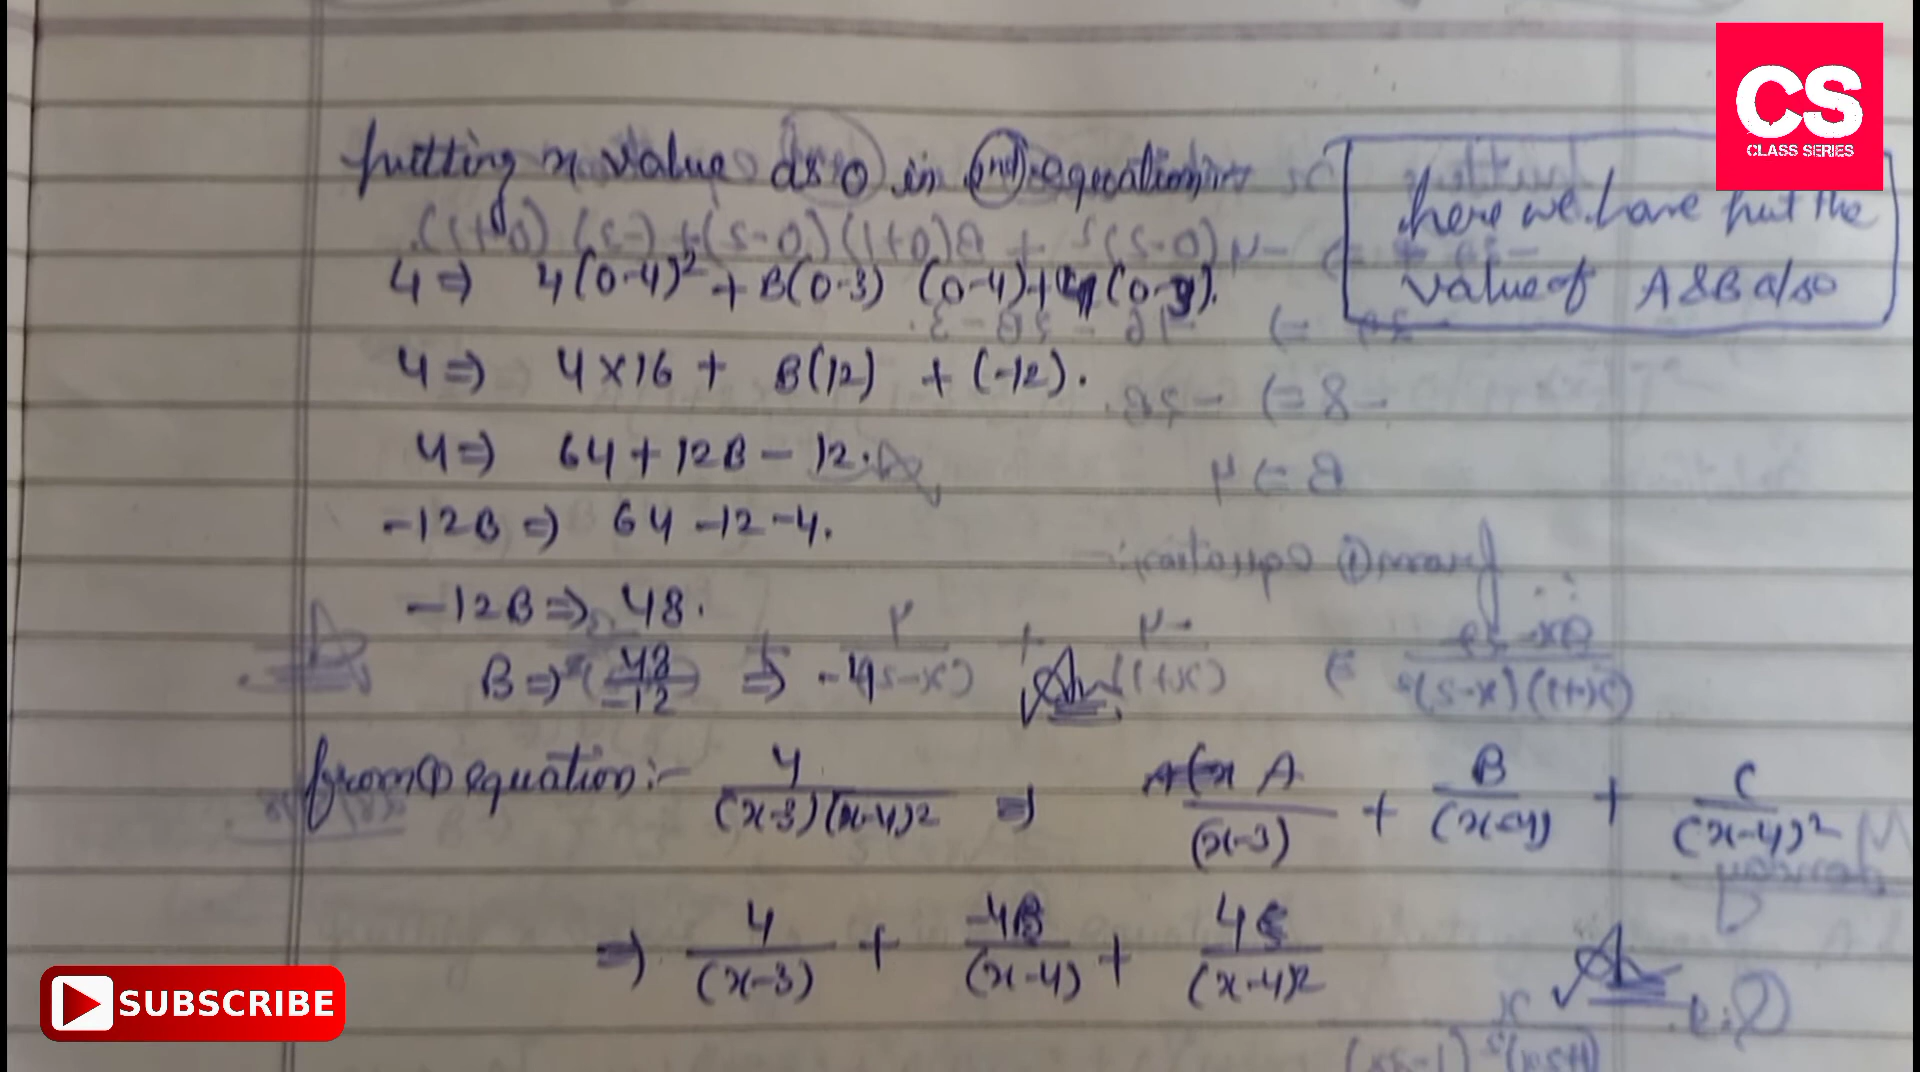 CS
CLASS SERIES
putting x value as 0 in 2nd equation
here we have put the
value of A & B also
4 ⇒ 4(0-4)² + B(0-3) (0-4) + 4(0-3).
4 ⇒ 4×16 + B(12) + (-12).
4 ⇒ 64 + 12B - 12.
-12B ⇒ 64 -12 -4.
-12B ⇒ 48.
B ⇒ (48/-12) ⇒ -4 Ans.
from ① equation :- 4/(x-3)(x-4)² ⇒ A/(x-3) + B/(x-4) + C/(x-4)²
⇒ 4/(x-3) + -4/(x-4) + 4/(x-4)²
SUBSCRIBE